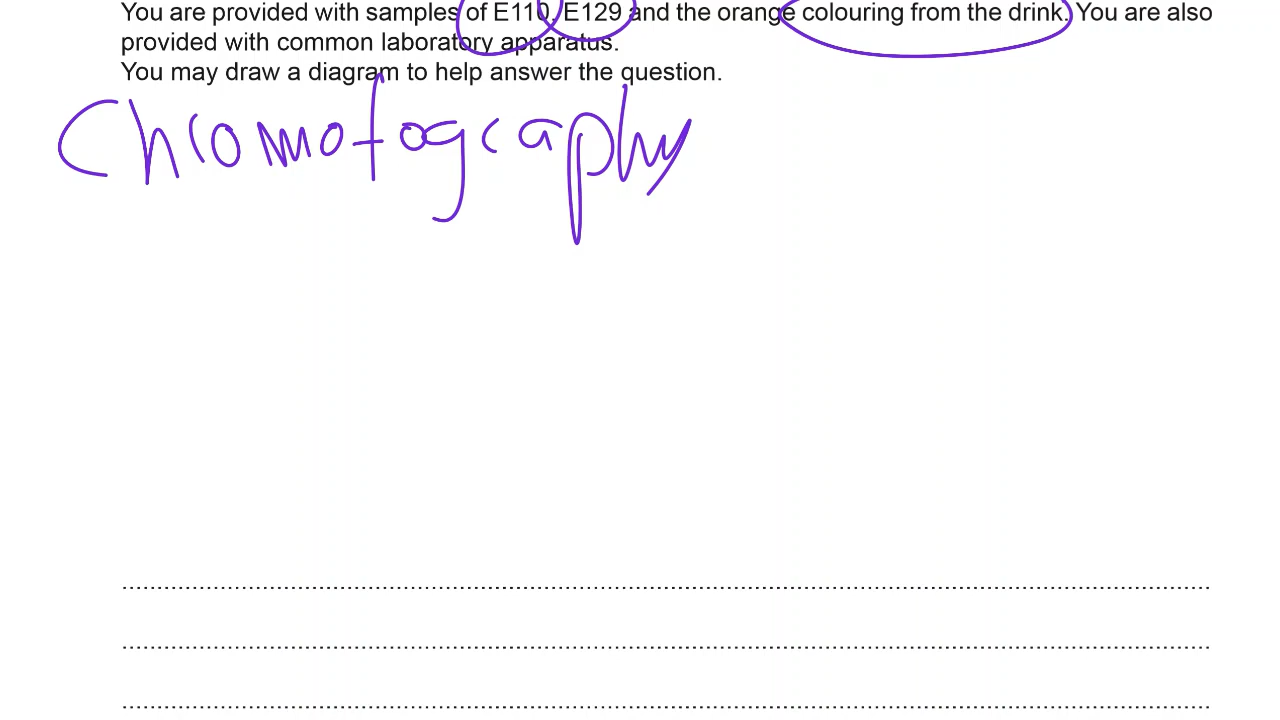 You are provided with samples of E110, E129 and the orange colouring from the drink. You are also
provided with common laboratory apparatus.
You may draw a diagram to help answer the question.
Chromotography